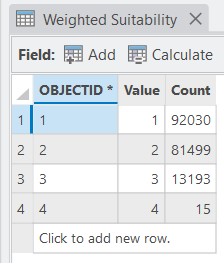 Weighted Suitability
Field: Add Calculate
OBJECTID * Value Count
1 1 1 92030
2 2 2 81499
3 3 3 13193
4 4 4 15
Click to add new row.